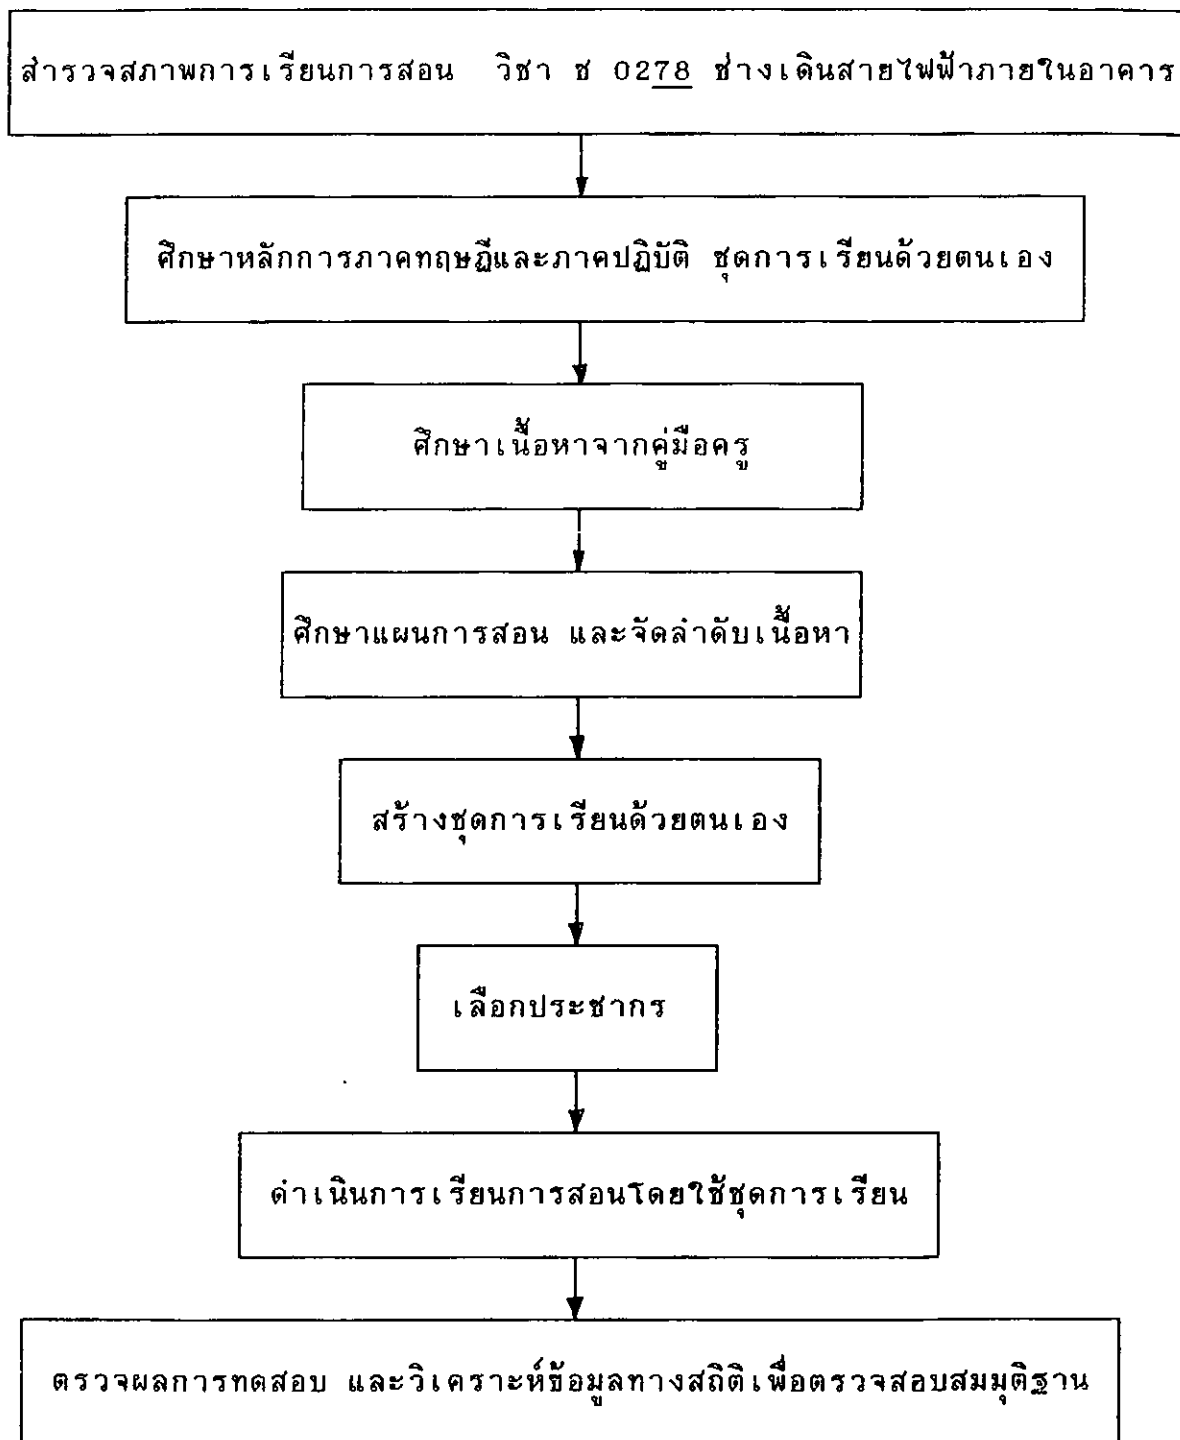 สำรวจสภาพการเรียนการสอน วิชา ช 0278 ช่างเดินสายไฟฟ้าภายในอาคาร
ศึกษาหลักการภาคทฤษฎีและภาคปฏิบัติ ชุดการเรียนด้วยตนเอง
ศึกษาเนื้อหาจากคู่มือครู
ศึกษาแผนการสอน และจัดลำดับเนื้อหา
สร้างชุดการเรียนด้วยตนเอง
เลือกประชากร
ดำเนินการเรียนการสอนโดยใช้ชุดการเรียน
ตรวจผลการทดสอบ และวิเคราะห์ข้อมูลทางสถิติเพื่อตรวจสอบสมมุติฐาน